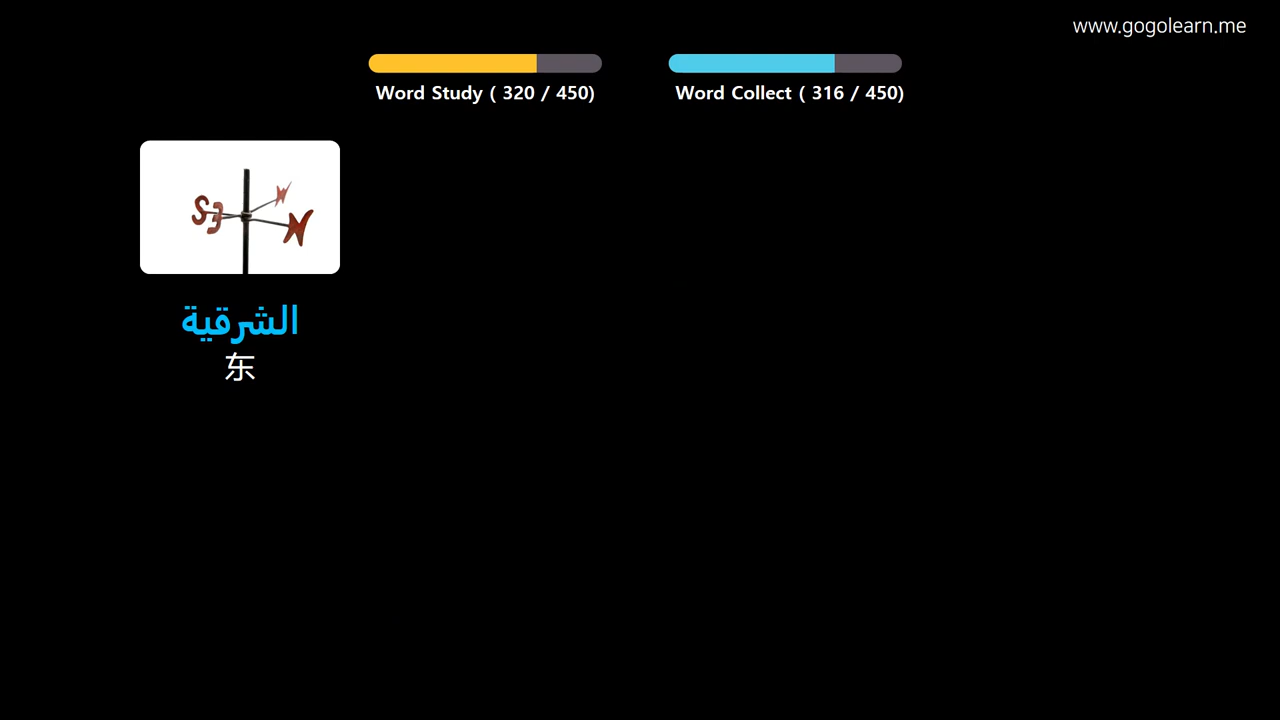 www.gogolearn.me
Word Study ( 320 / 450)
Word Collect ( 316 / 450)
S E W N
الشرقية
东